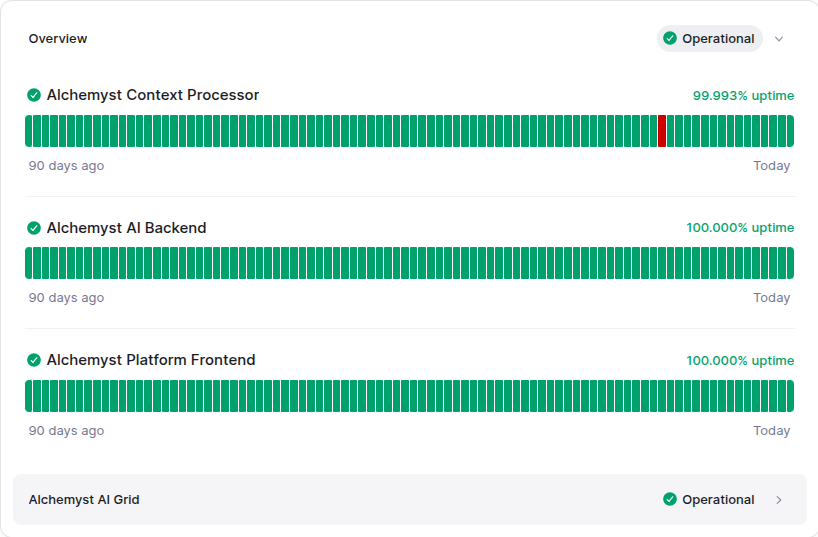 Overview
Operational
Alchemyst Context Processor
99.993% uptime
90 days ago
Today
Alchemyst AI Backend
100.000% uptime
90 days ago
Today
Alchemyst Platform Frontend
100.000% uptime
90 days ago
Today
Alchemyst AI Grid
Operational